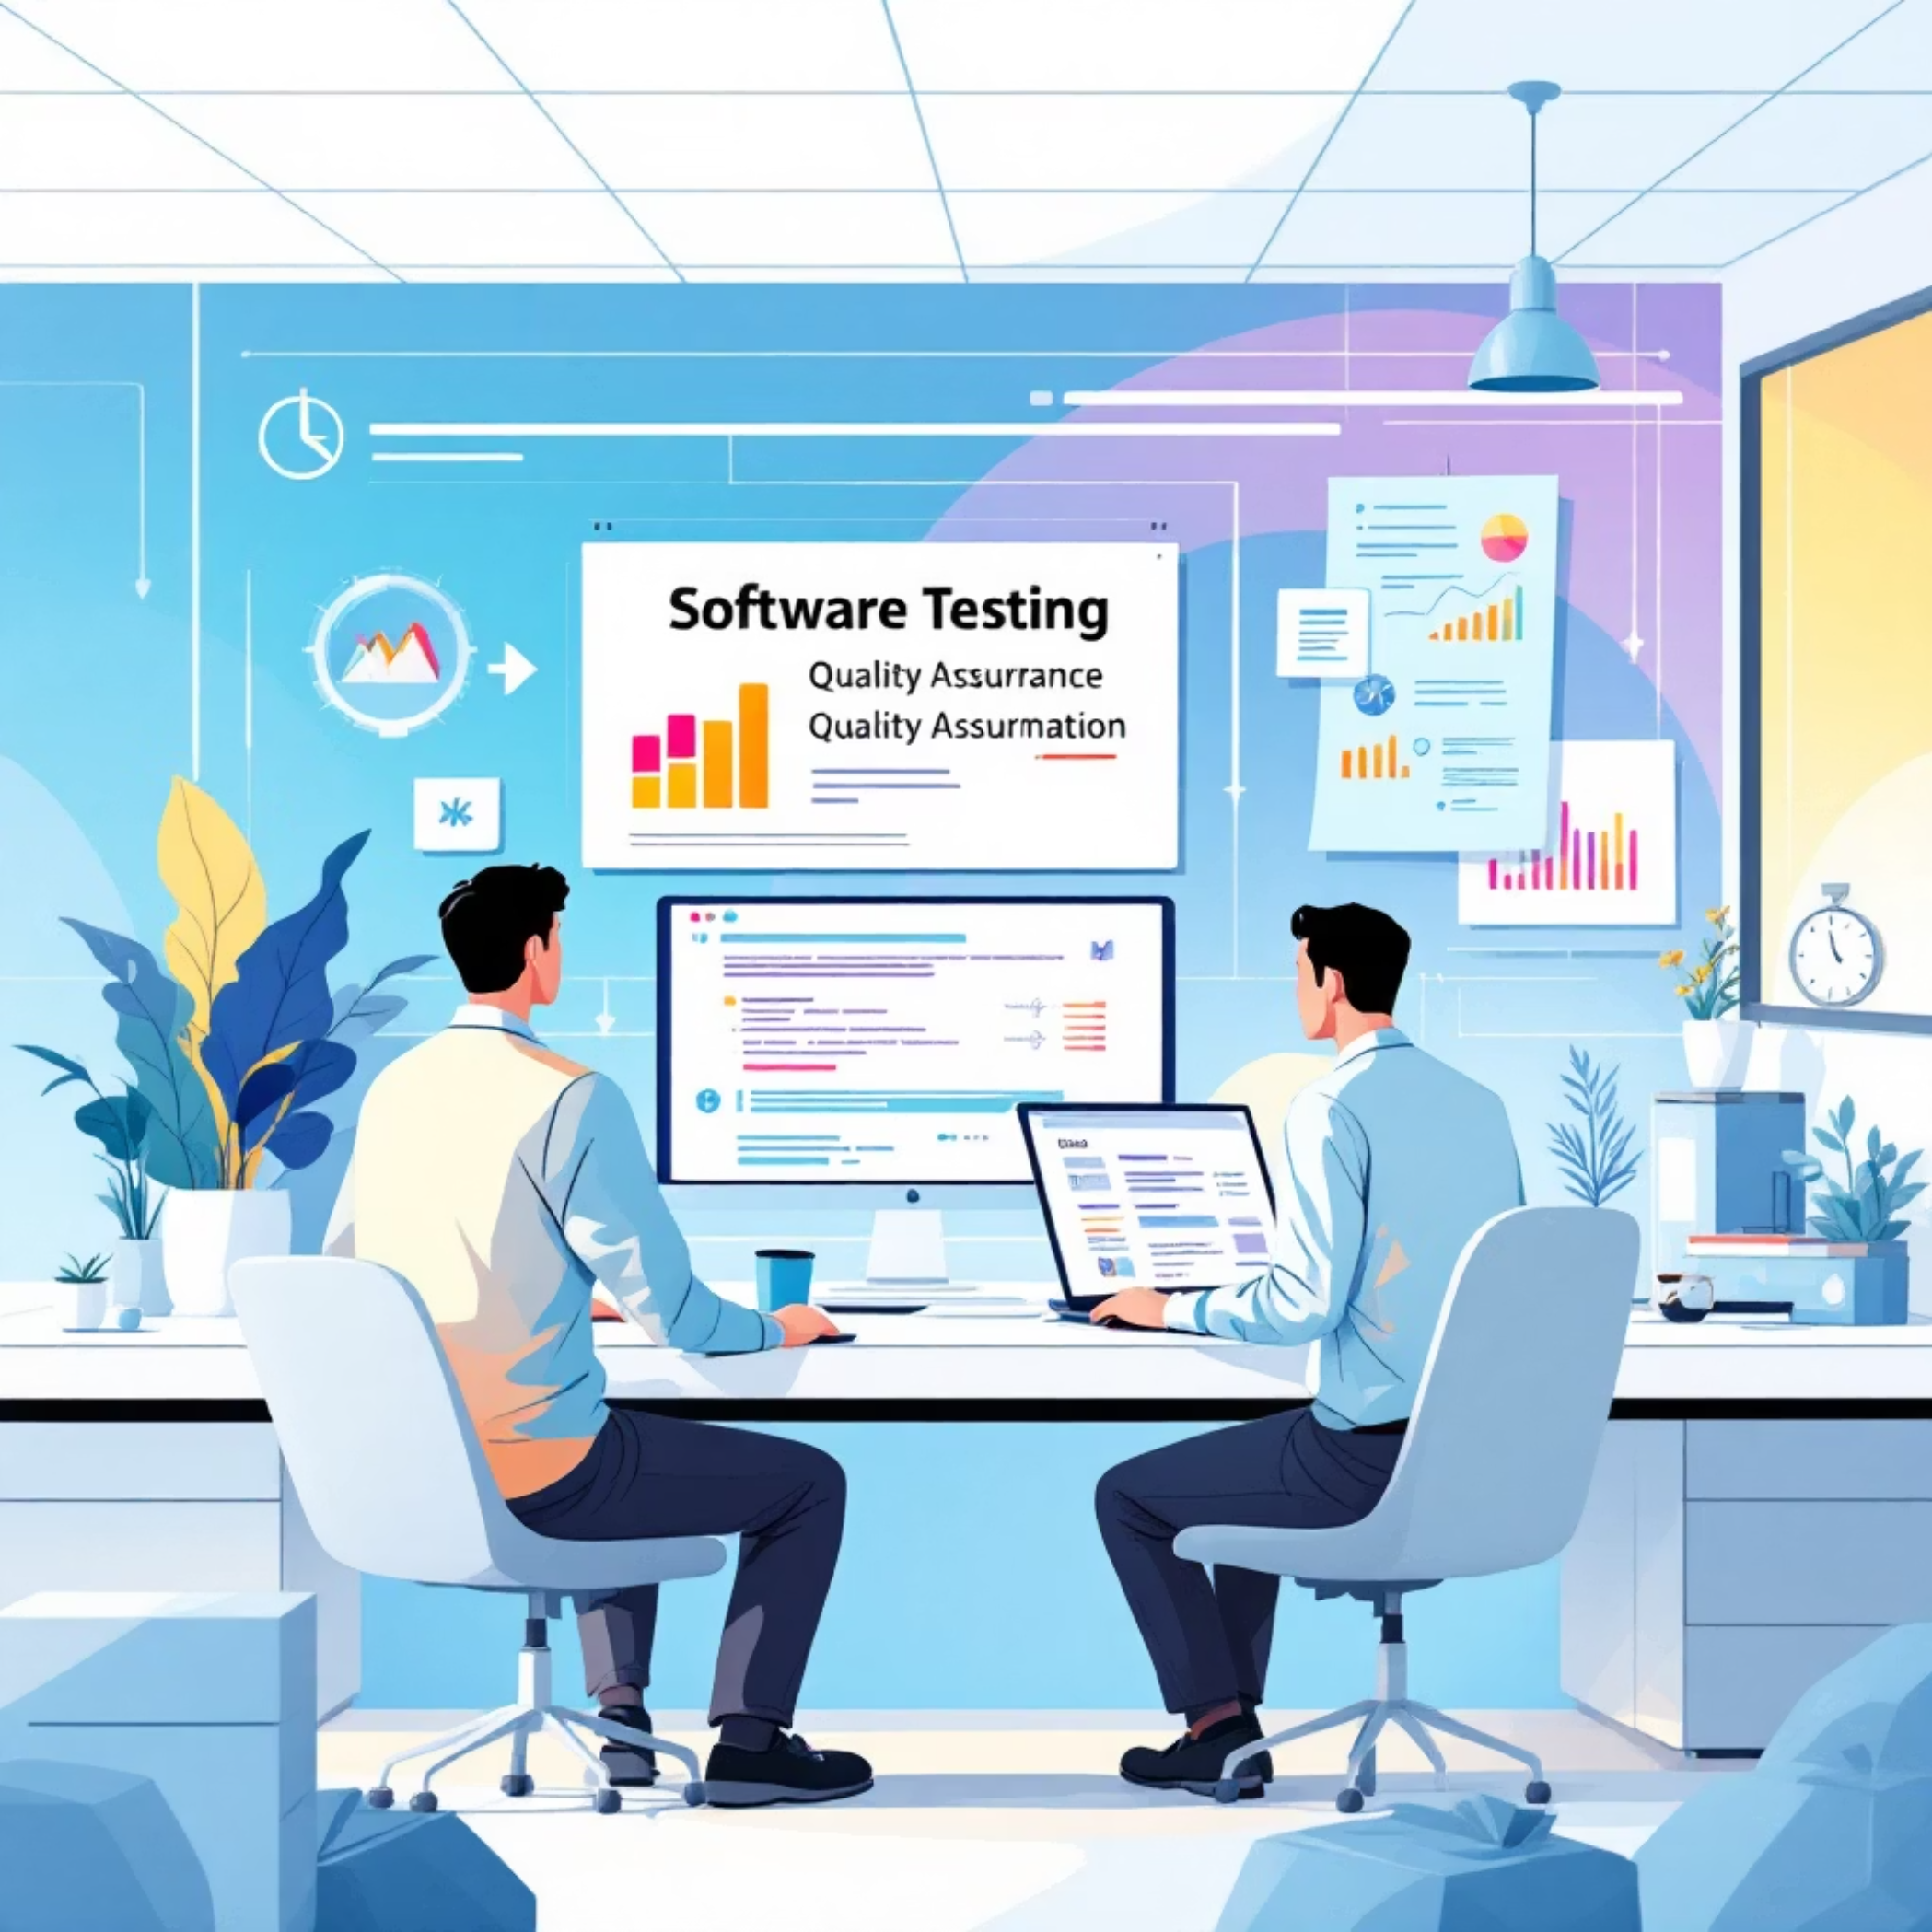 Software Testing
Quality Assurrance
Quality Assurmation